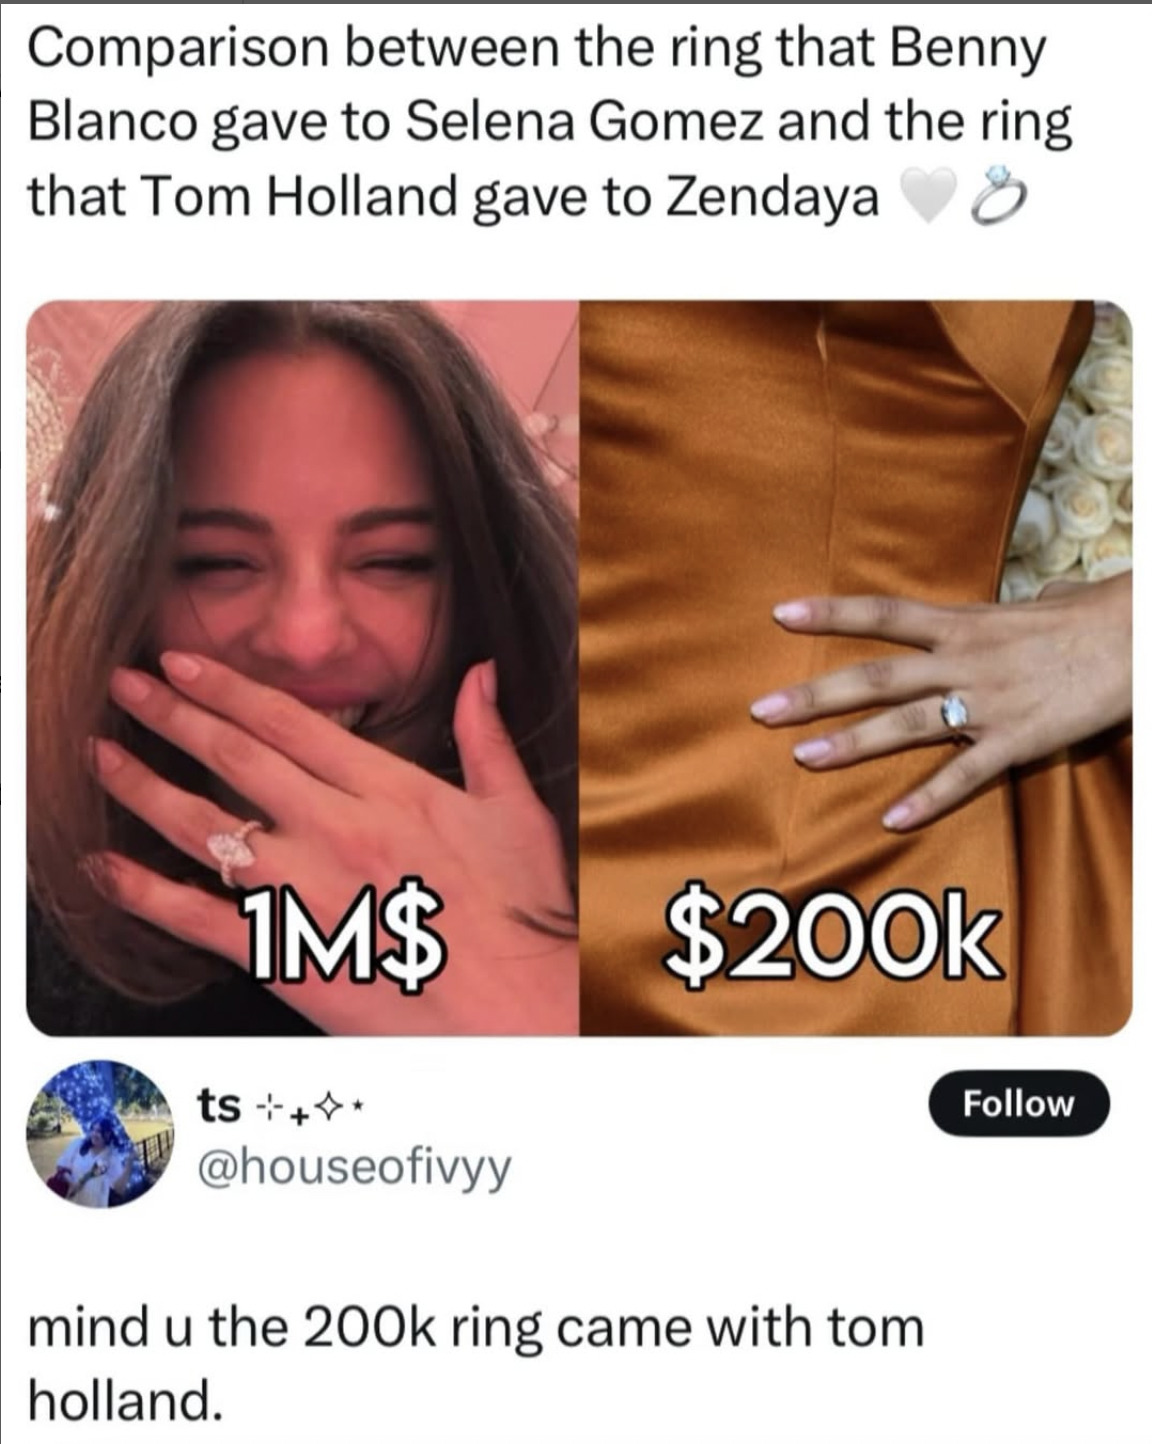 Comparison between the ring that Benny
Blanco gave to Selena Gomez and the ring
that Tom Holland gave to Zendaya 🤍💍
1M$
$200k
ts ⊹₊⟡⋆
Follow
@houseofivyy
mind u the 200k ring came with tom
holland.